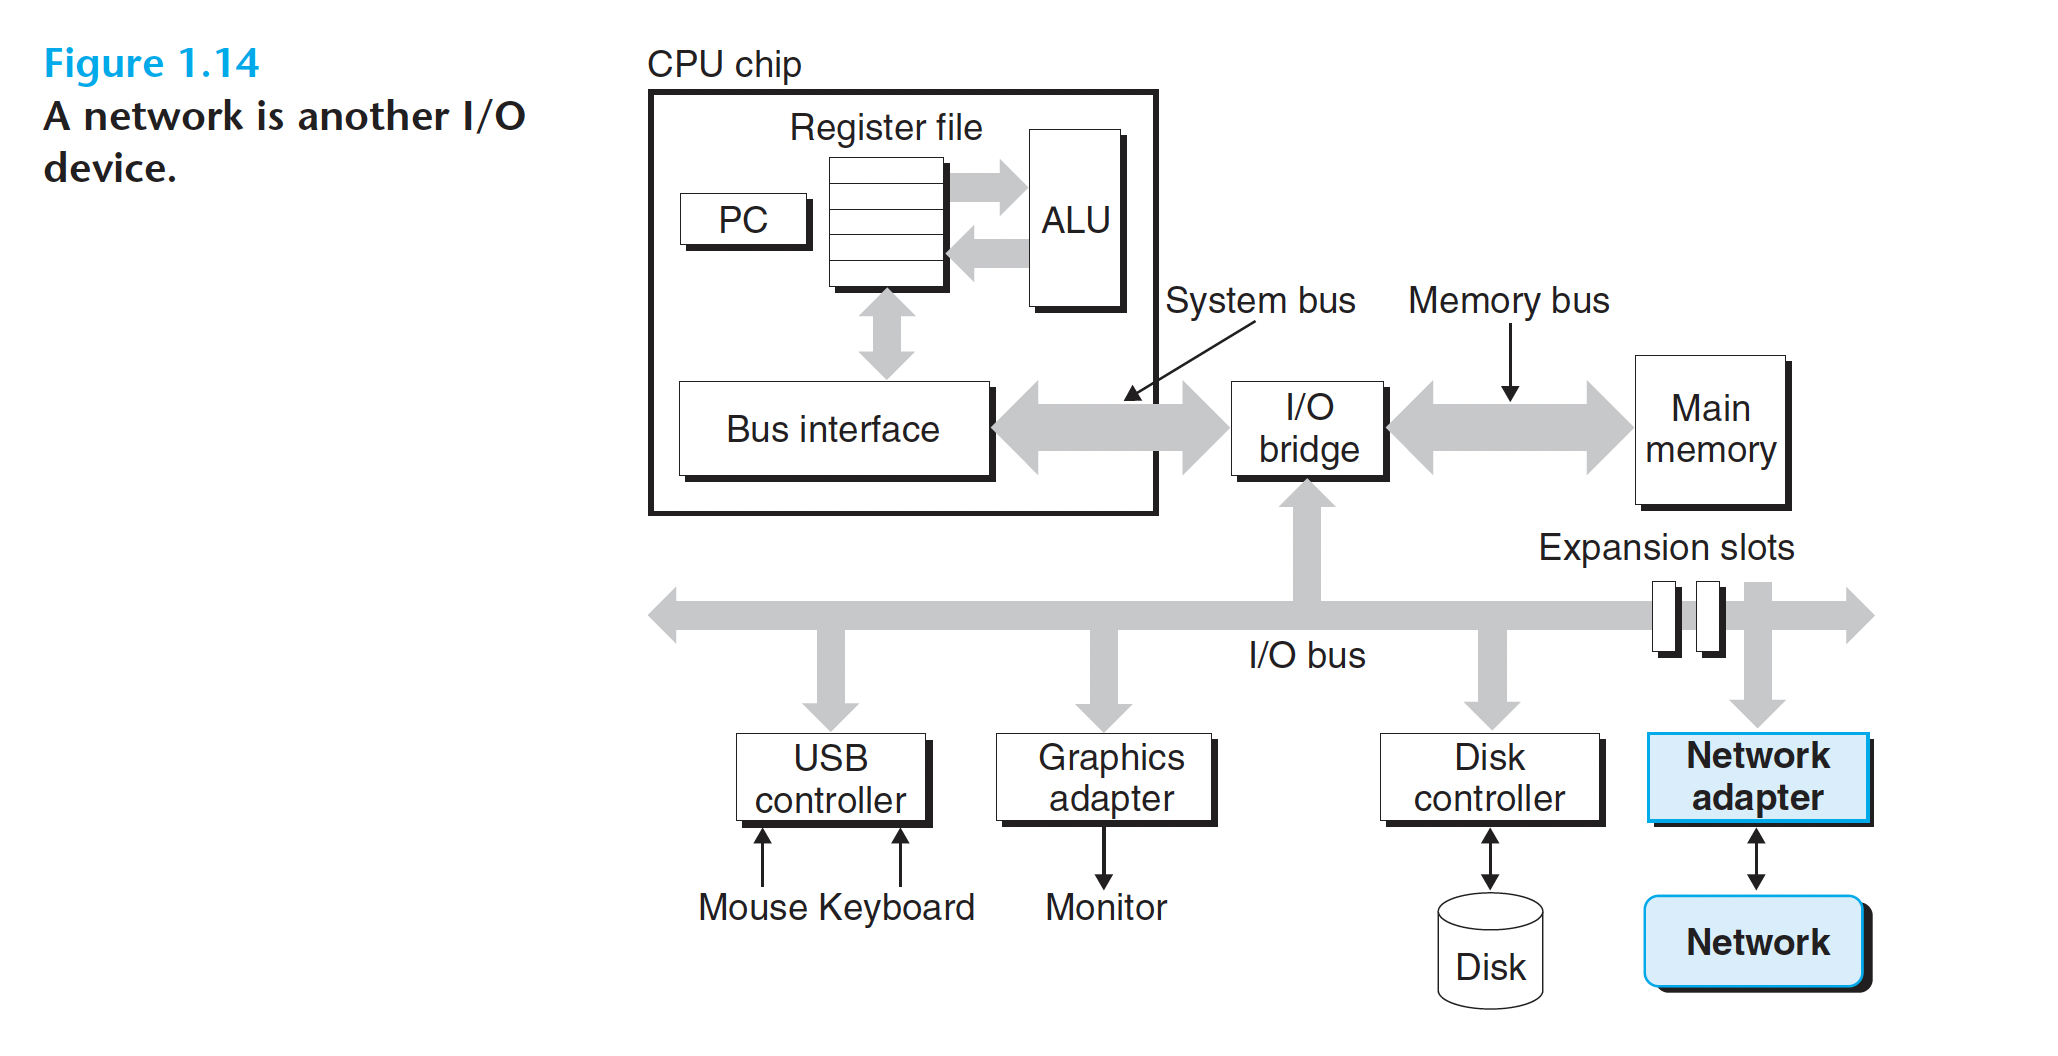 Figure 1.14
A network is another I/O
device.
CPU chip
Register file
PC
ALU
System bus
Memory bus
Bus interface
I/O
bridge
Main
memory
Expansion slots
I/O bus
USB
controller
Graphics
adapter
Disk
controller
Network
adapter
Mouse
Keyboard
Monitor
Disk
Network